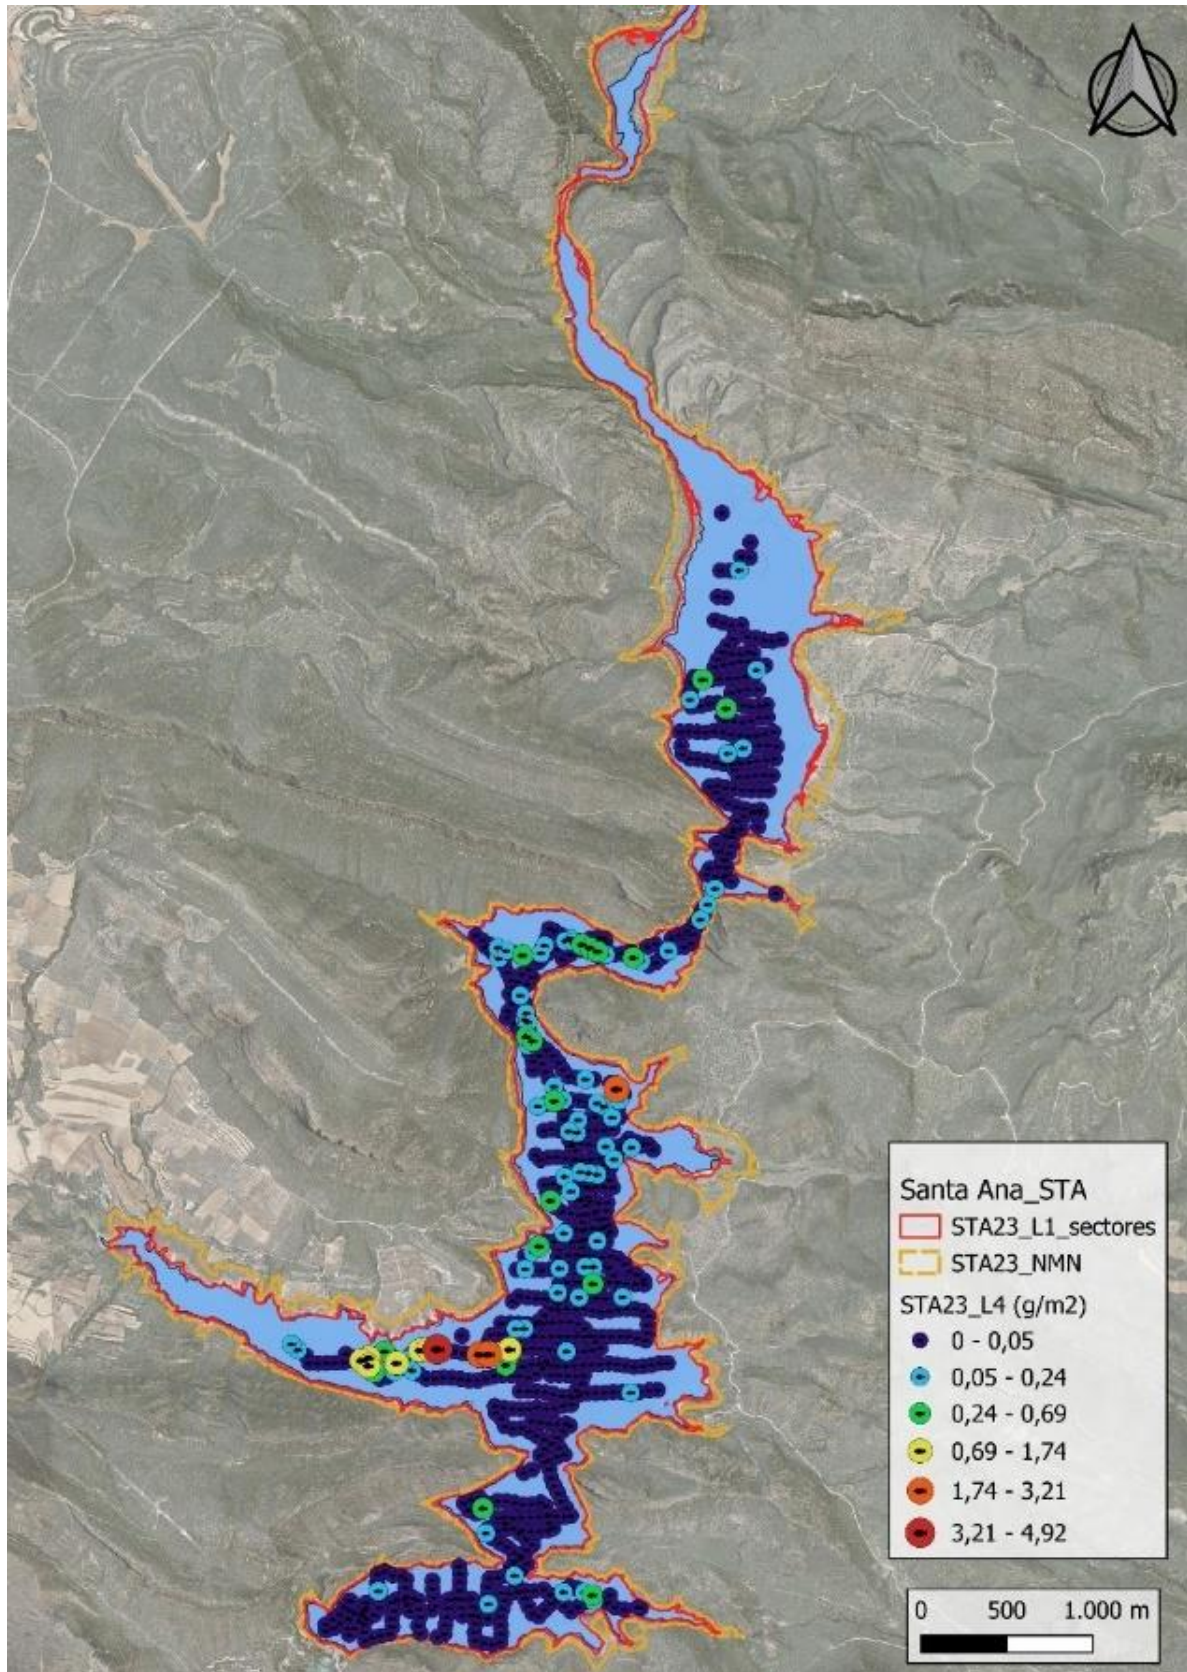 Santa Ana_STA
STA23_L1_sectores
STA23_NMN
STA23_L4 (g/m2)
0 - 0,05
0,05 - 0,24
0,24 - 0,69
0,69 - 1,74
1,74 - 3,21
3,21 - 4,92
0 500 1.000 m